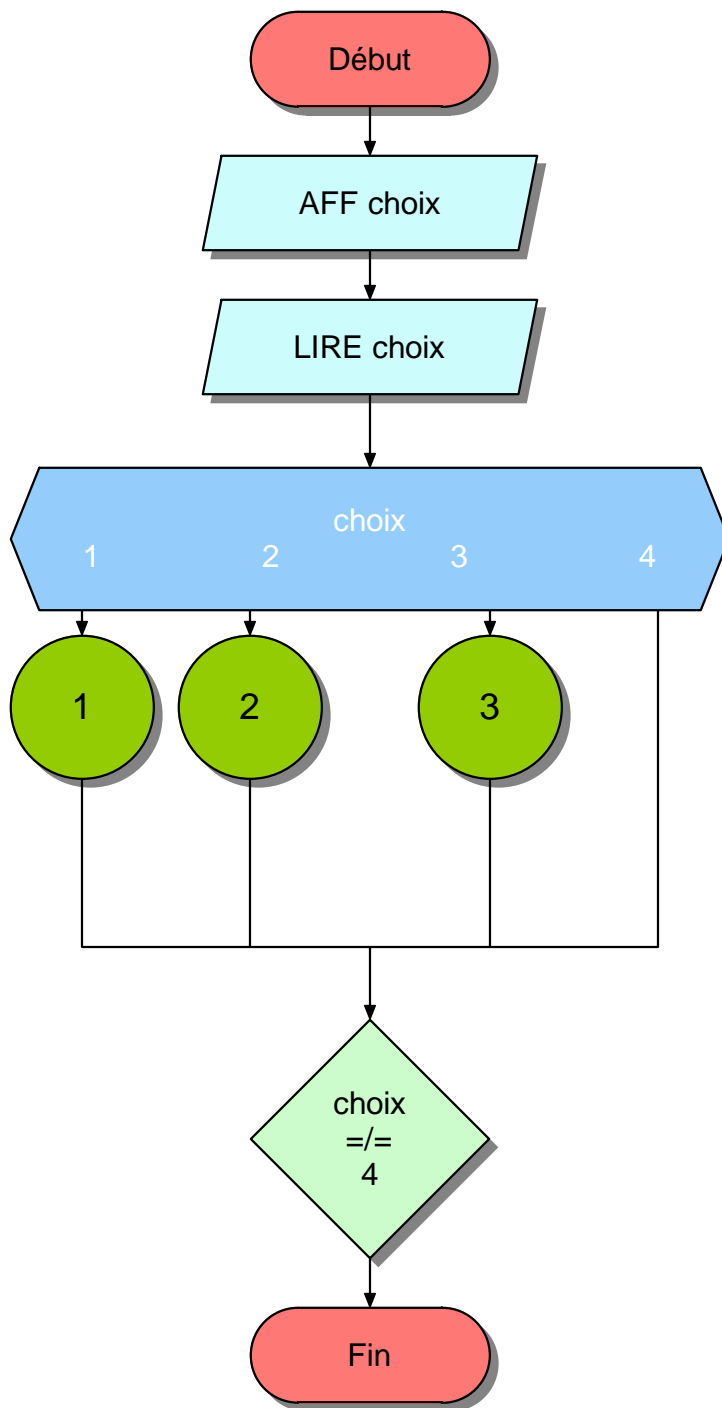 Début
AFF choix
LIRE choix
choix
1 2 3 4
1 2 3
choix
=/=
4
Fin